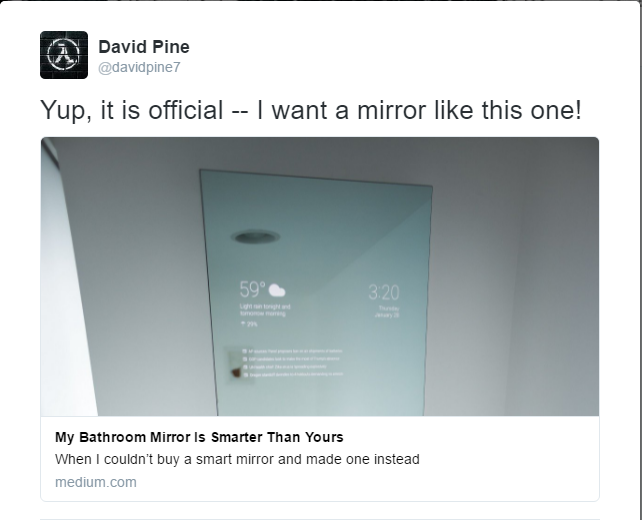 David Pine
@davidpine7
Yup, it is official -- I want a mirror like this one!
59°
3:20
Light rain tonight and
Thursday
tomorrow morning
January 28
My Bathroom Mirror Is Smarter Than Yours
When I couldn't buy a smart mirror and made one instead
medium.com